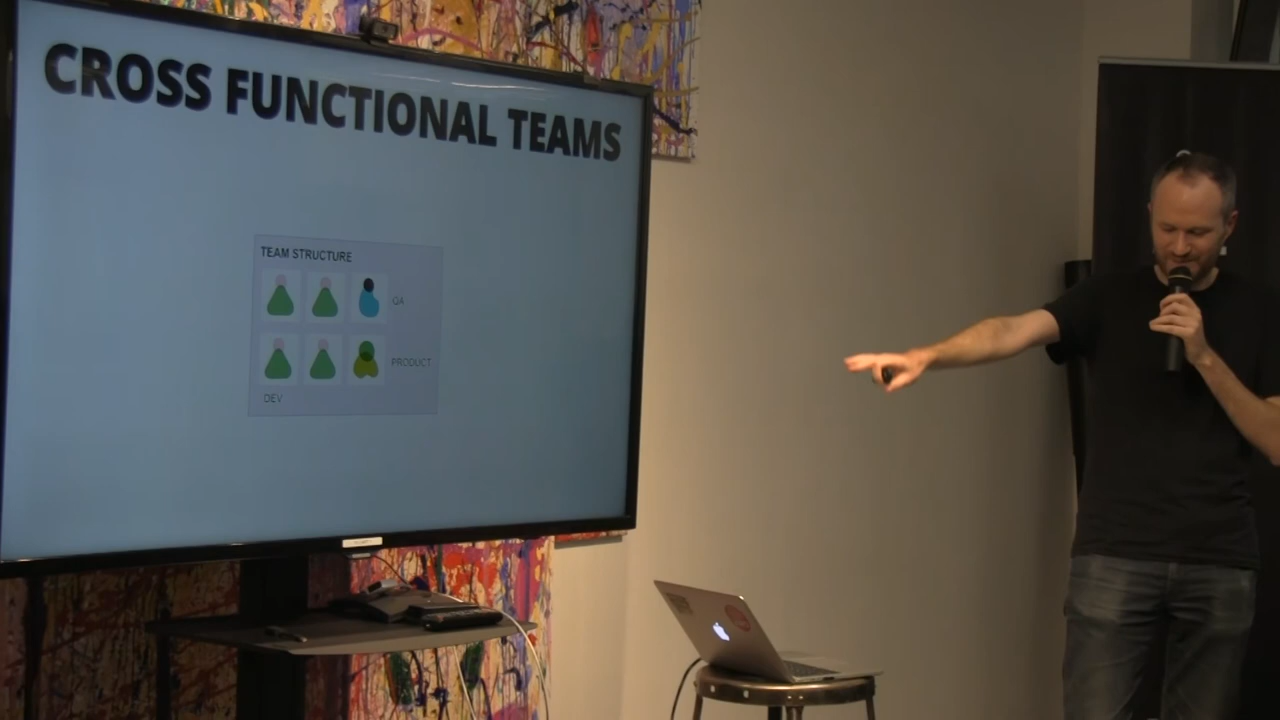 CROSS FUNCTIONAL TEAMS
TEAM STRUCTURE
QA
PRODUCT
DEV